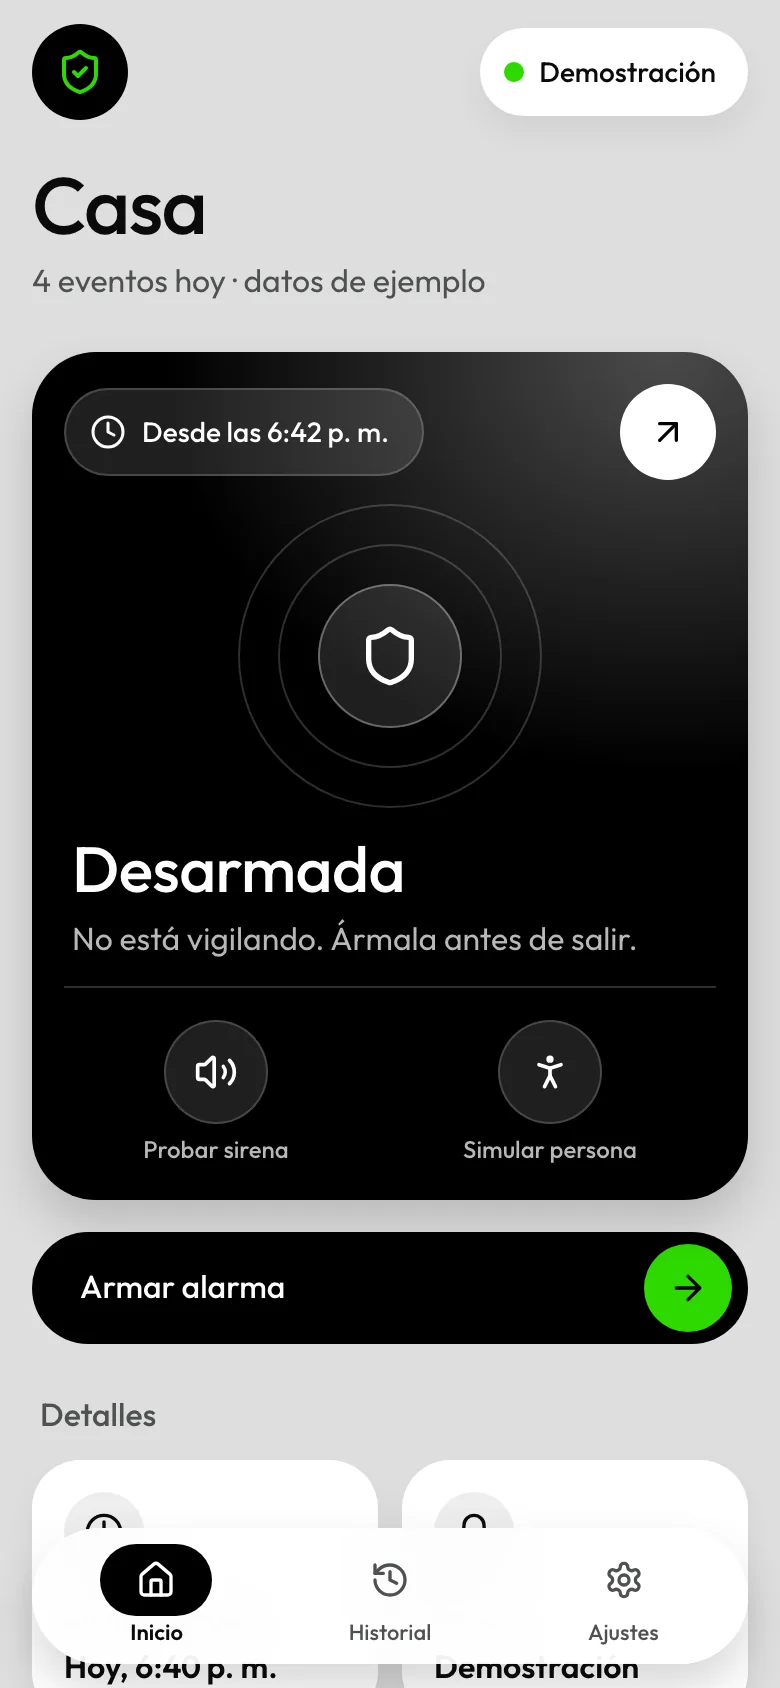 Demostración
Casa
4 eventos hoy · datos de ejemplo
Desde las 6:42 p. m.
Desarmada
No está vigilando. Ármala antes de salir.
Probar sirena
Simular persona
Armar alarma
Detalles
Inicio
Historial
Ajustes
Hoy, 6:40 p. m.
Demostración